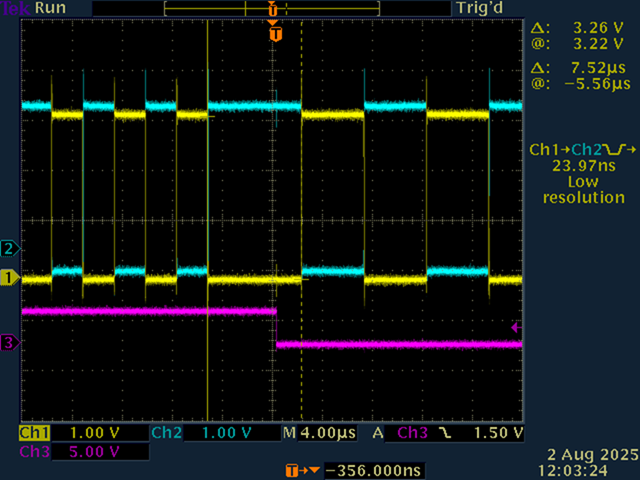 Tek Run
Trig'd
T
T
Δ: 3.26 V
@: 3.22 V
Δ: 7.52µs
@: −5.56µs
Ch1→Ch2
23.97ns
Low
resolution
2
1
3
Ch1 1.00 V Ch2 1.00 V M 4.00µs A Ch3 1.50 V
Ch3 5.00 V
T −356.000ns
2 Aug 2025
12:03:24